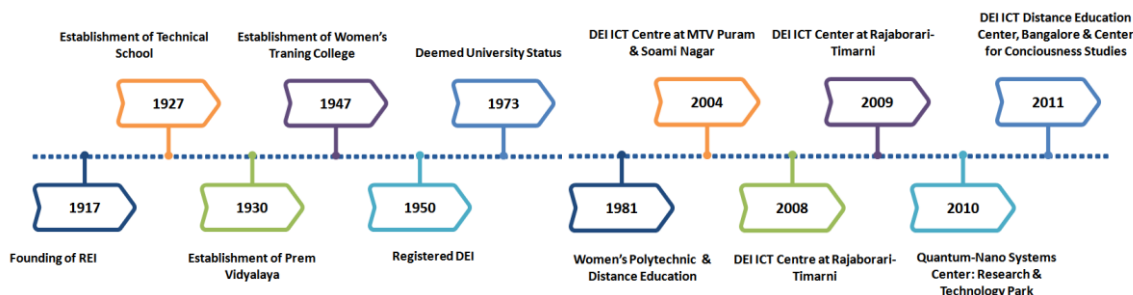 Establishment of Technical
School
Establishment of Women's
Traning College
Deemed University Status
DEI ICT Centre at MTV Puram
& Soami Nagar
DEI ICT Center at Rajaborari-
Timarni
DEI ICT Distance Education
Center, Bangalore & Center
for Conciousness Studies
1927
1947
1973
2004
2009
2011
1917
1930
1950
1981
2008
2010
Founding of REI
Establishment of Prem
Vidyalaya
Registered DEI
Women's Polytechnic &
Distance Education
DEI ICT Centre at Rajaborari-
Timarni
Quantum-Nano Systems
Center: Research &
Technology Park